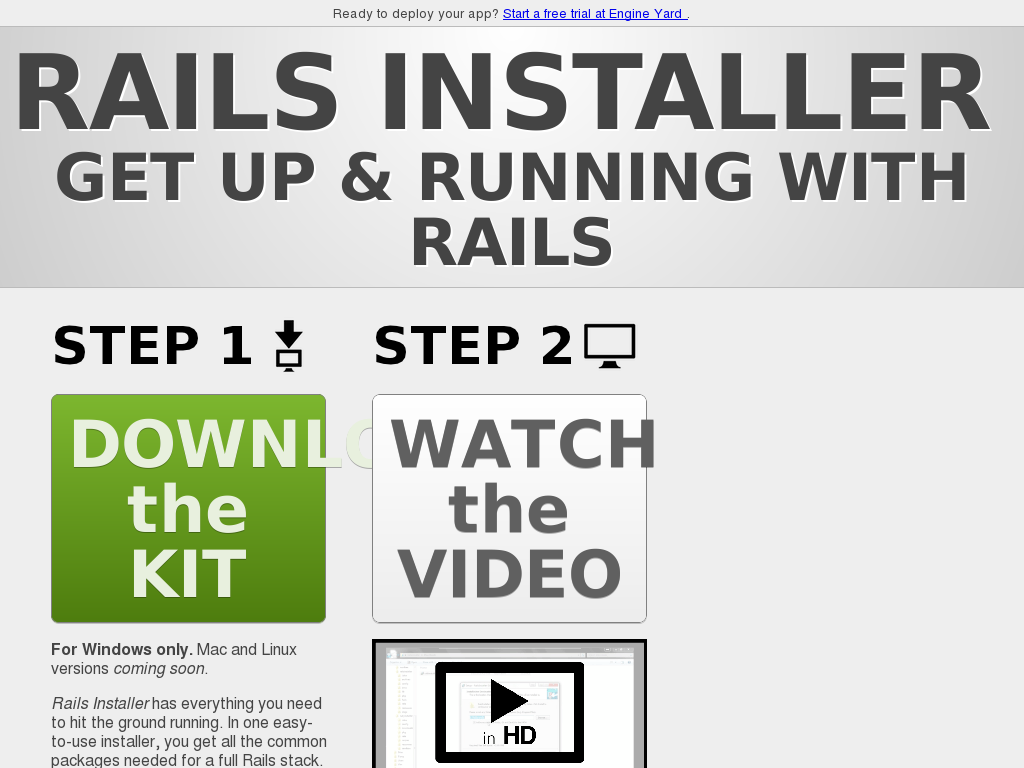 Ready to deploy your app? Start a free trial at Engine Yard .
RAILS INSTALLER
GET UP & RUNNING WITH
RAILS
STEP 1
DOWNLO
the
KIT
For Windows only. Mac and Linux
versions coming soon.
Rails Installer has everything you need
to hit the ground running. In one easy-
to-use installer, you get all the common
packages needed for a full Rails stack.
STEP 2
WATCH
the
VIDEO
in HD